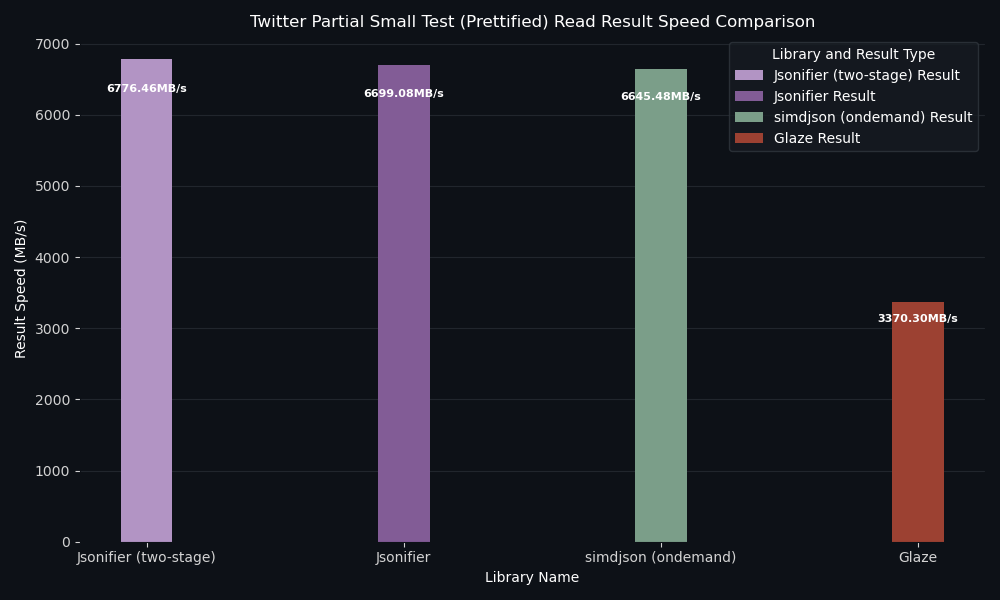 Twitter Partial Small Test (Prettified) Read Result Speed Comparison
Library and Result Type
Jsonifier (two-stage) Result
Jsonifier Result
simdjson (ondemand) Result
Glaze Result
Result Speed (MB/s)
7000
6000
5000
4000
3000
2000
1000
0
6776.46MB/s
6699.08MB/s
6645.48MB/s
3370.30MB/s
Jsonifier (two-stage)
Jsonifier
simdjson (ondemand)
Glaze
Library Name